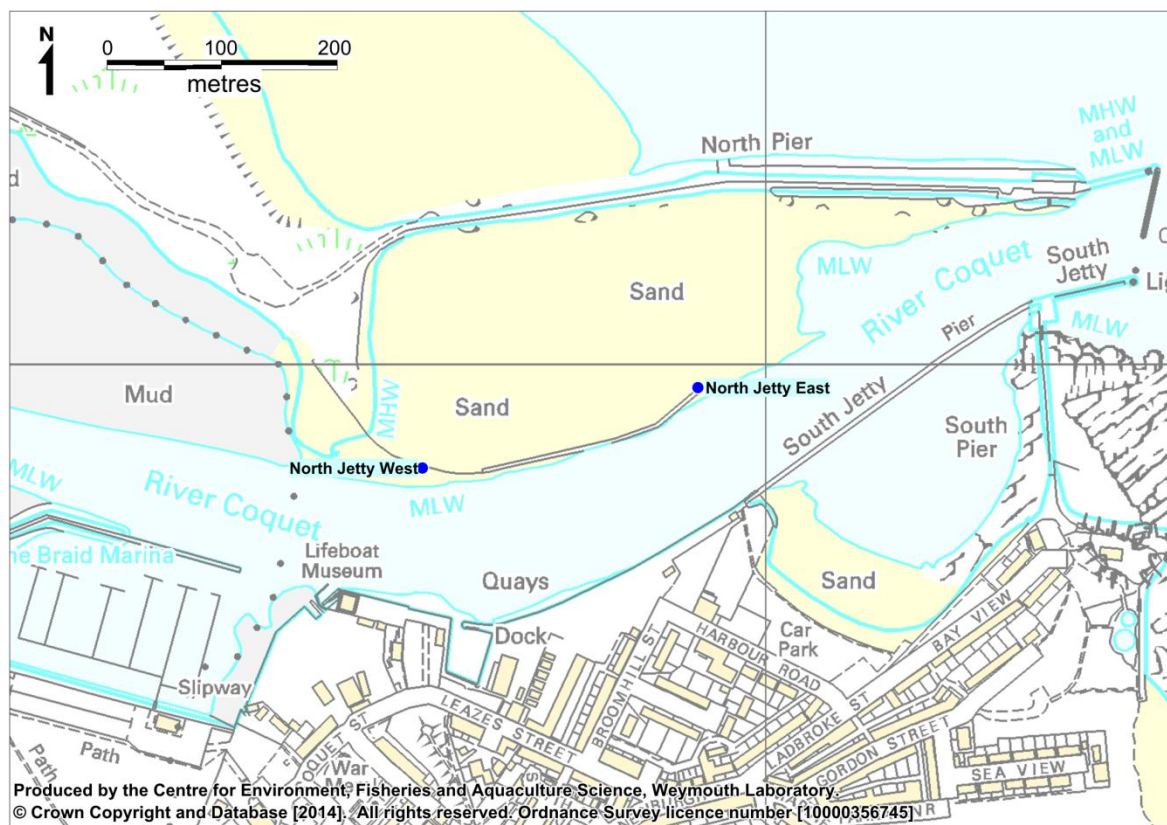 N
0 100 200
metres
North Pier
MHW
and
MLW
MLW
River Coquet
South
Jetty
MLW
Sand
Pier
Mud
MHW
Sand
North Jetty East
South Jetty
South
Pier
North Jetty West
MLW
MLW
River Coquet
Braid Marina
Lifeboat
Museum
Quays
Dock
Sand
Car
Park
BAY VIEW
HARBOUR ROAD
BROOMHILL ST
LADBROKE ST
GORDON STREET
Slipway
LEAZES STREET
Path
Path
War
SEA VIEW
Produced by the Centre for Environment, Fisheries and Aquaculture Science, Weymouth Laboratory.
© Crown Copyright and Database [2014]. All rights reserved. Ordnance Survey licence number [10000356745]